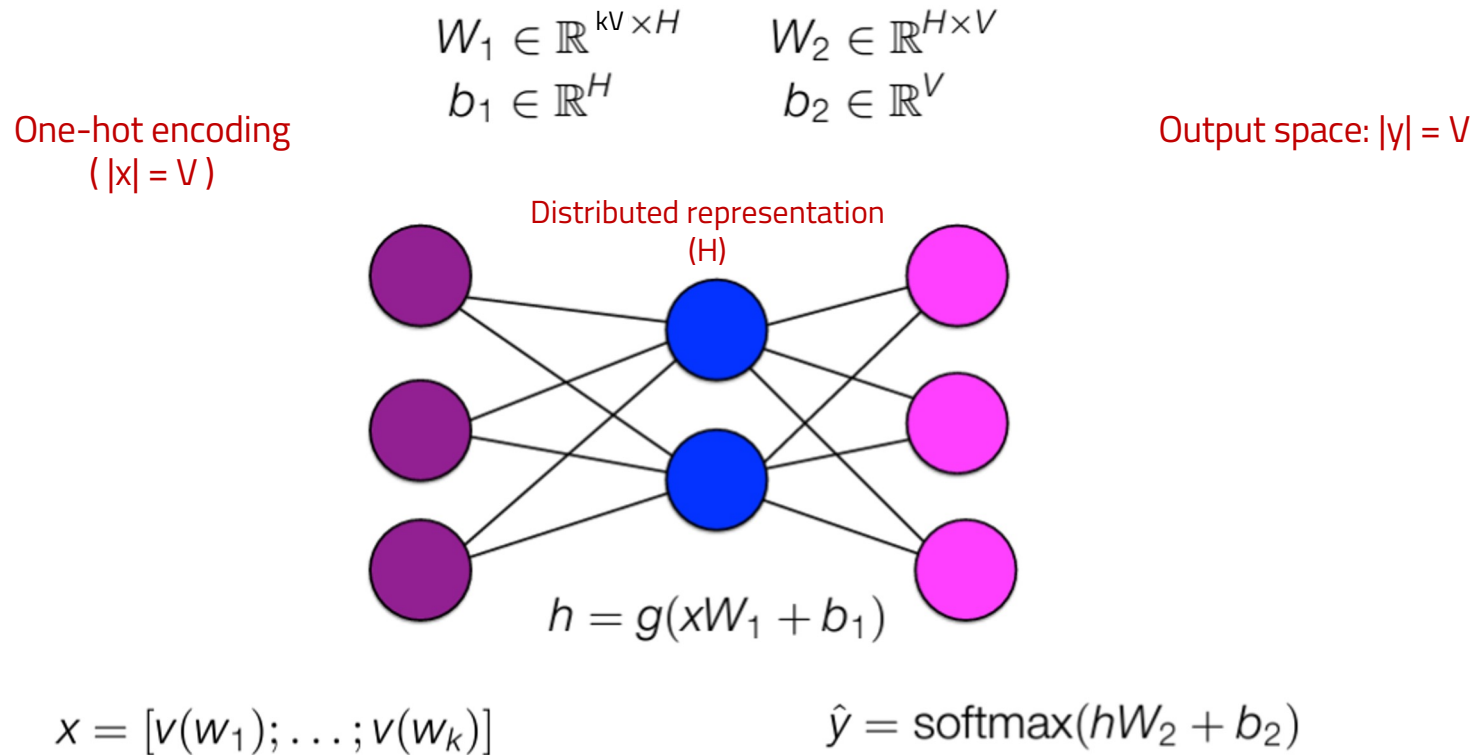 W₁ ∈ ℝ^{kV×H} W₂ ∈ ℝ^{H×V}
b₁ ∈ ℝ^H b₂ ∈ ℝ^V
One-hot encoding
( |x| = V )
Output space: |y| = V
Distributed representation
(H)
h = g(xW₁ + b₁)
x = [v(w₁); . . . ; v(w_k)]
ŷ = softmax(hW₂ + b₂)